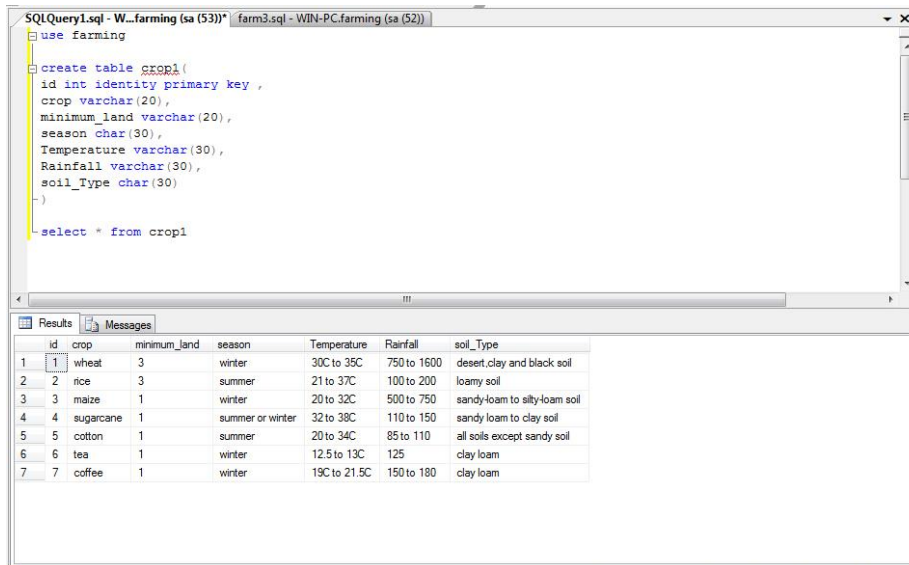 SQLQuery1.sql - W...farming (sa (53))* farm3.sql - WIN-PC.farming (sa (52))
use farming
create table crop1(
id int identity primary key ,
crop varchar(20),
minimum_land varchar(20),
season char(30),
Temperature varchar(30),
Rainfall varchar(30),
soil_Type char(30)
)
select * from crop1
Results Messages
id crop minimum_land season Temperature Rainfall soil_Type
1 1 wheat 3 winter 30C to 35C 750 to 1600 desert,clay and black soil
2 2 rice 3 summer 21 to 37C 100 to 200 loamy soil
3 3 maize 1 winter 20 to 32C 500 to 750 sandy-loam to silty-loam soil
4 4 sugarcane 1 summer or winter 32 to 38C 110 to 150 sandy loam to clay soil
5 5 cotton 1 summer 20 to 34C 85 to 110 all soils except sandy soil
6 6 tea 1 winter 12.5 to 13C 125 clay loam
7 7 coffee 1 winter 19C to 21.5C 150 to 180 clay loam